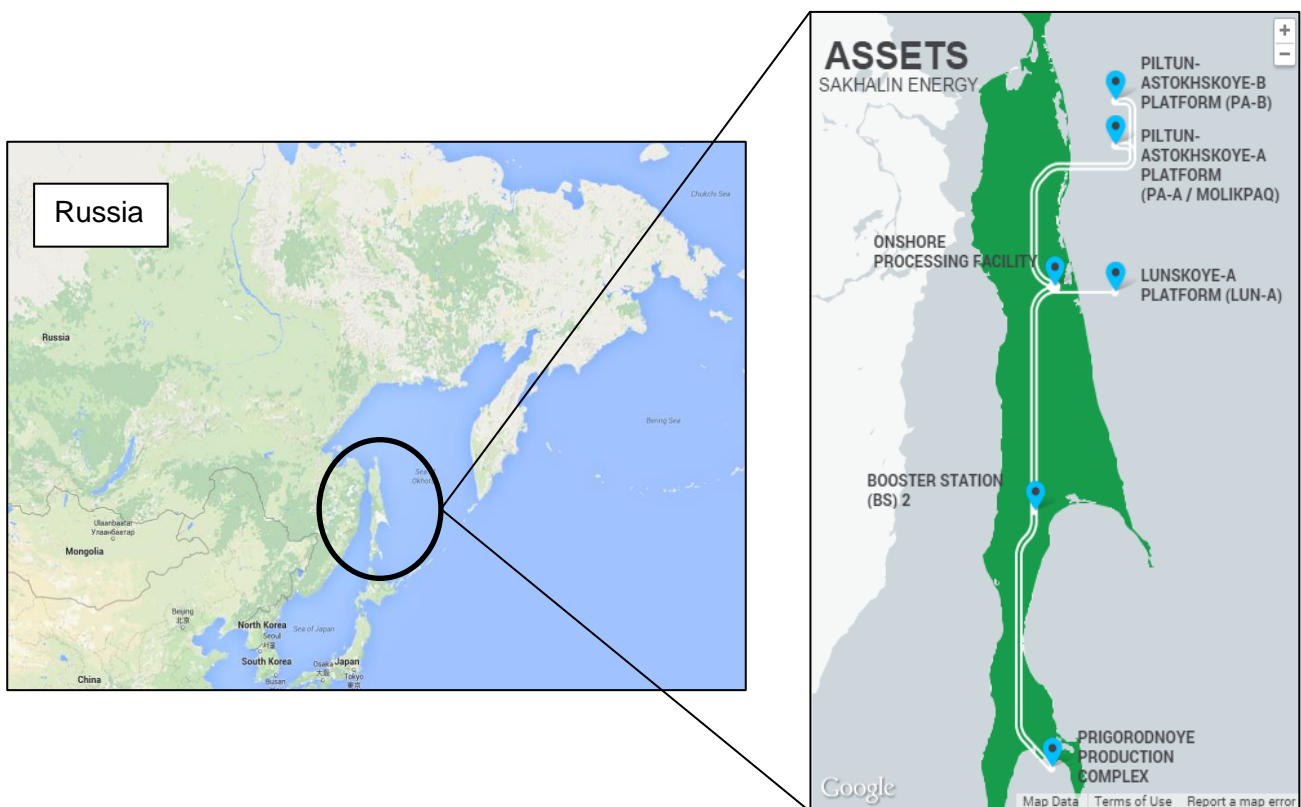 Russia
Chukchi Sea
Russia
Sea of
Okhotsk
Bering Sea
Ulaanbaatar
Улаанбаатар
Mongolia
Beijing
北京
North Korea
Seoul
서울
Sea of Japan
South Korea
Busan
Osaka
大阪
Japan
Tokyo
東京
China
ASSETS
SAKHALIN ENERGY
+
−
PILTUN-
ASTOKHSKOYE-B
PLATFORM (PA-B)
PILTUN-
ASTOKHSKOYE-A
PLATFORM
(PA-A / MOLIKPAQ)
ONSHORE
PROCESSING FACILITY
LUNSKOYE-A
PLATFORM (LUN-A)
BOOSTER STATION
(BS) 2
PRIGORODNOYE
PRODUCTION
COMPLEX
Google
Map Data
Terms of Use
Report a map error